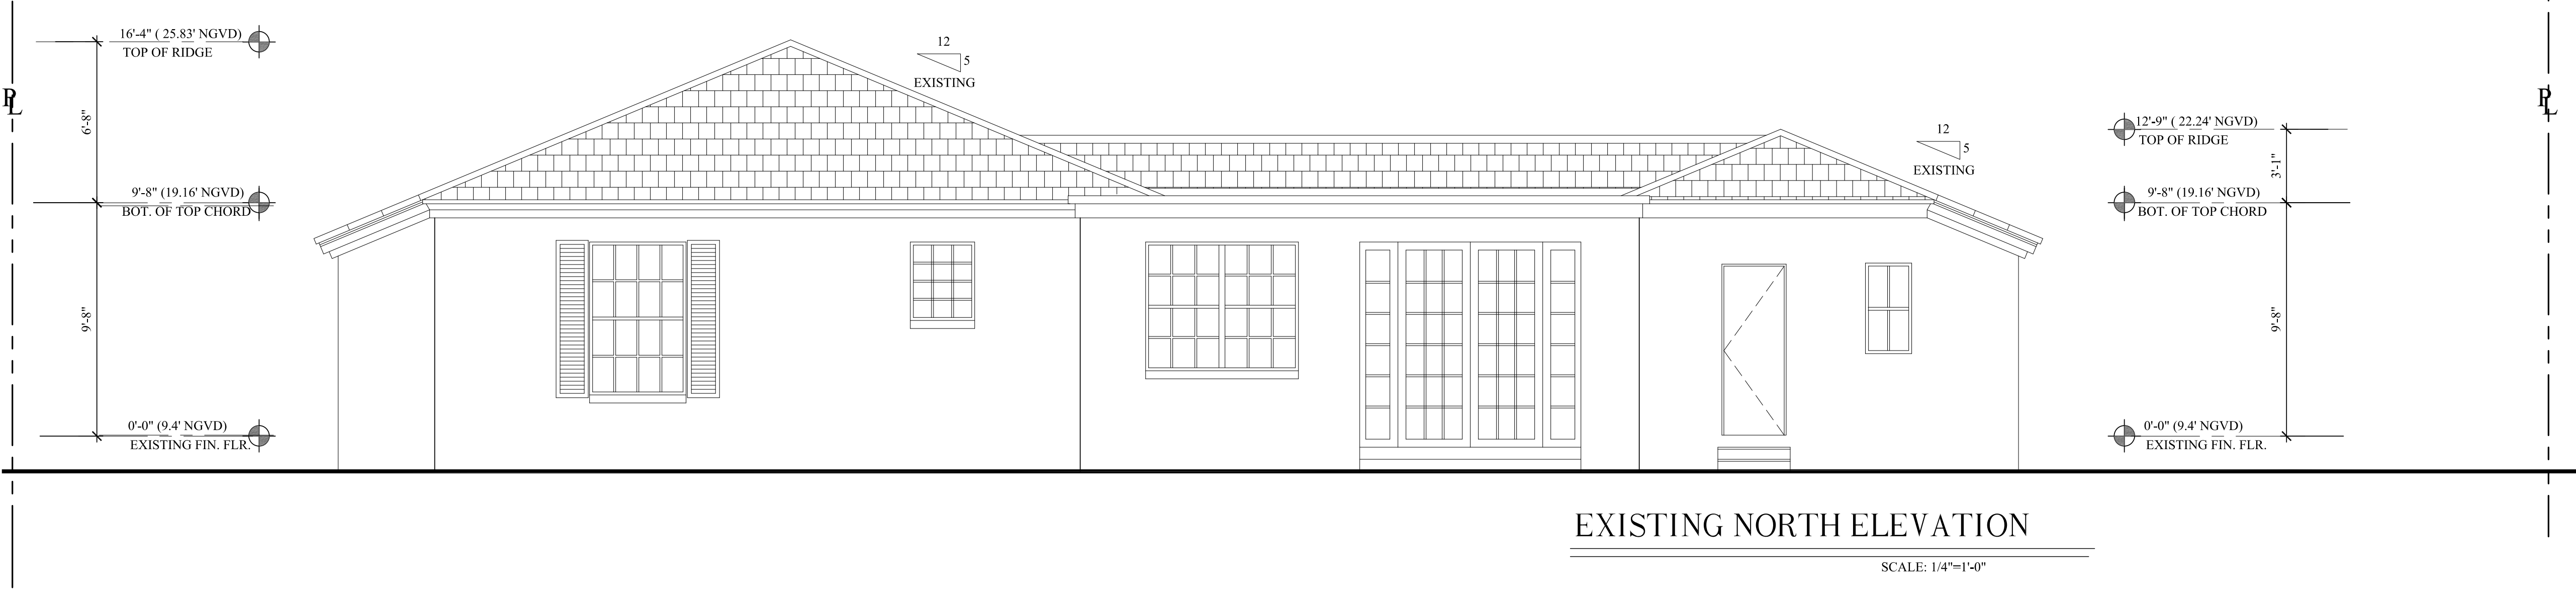 16'-4" ( 25.83' NGVD)
TOP OF RIDGE
6'-8"
9'-8" (19.16' NGVD)
BOT. OF TOP CHORD
9'-8"
0'-0" (9.4' NGVD)
EXISTING FIN. FLR.
PL
12
5
EXISTING
12
5
EXISTING
12'-9" ( 22.24' NGVD)
TOP OF RIDGE
3'-1"
9'-8" (19.16' NGVD)
BOT. OF TOP CHORD
9'-8"
0'-0" (9.4' NGVD)
EXISTING FIN. FLR.
PL
EXISTING NORTH ELEVATION
SCALE: 1/4"=1'-0"